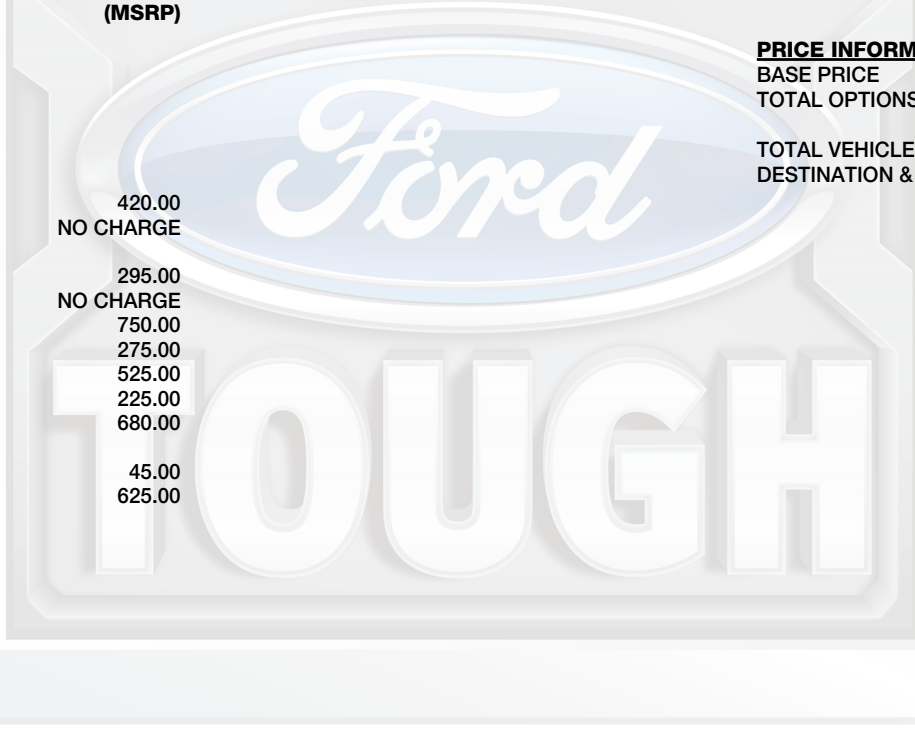 (MSRP)
PRICE INFORM
BASE PRICE
TOTAL OPTIONS
TOTAL VEHICLE
DESTINATION &
420.00
NO CHARGE
295.00
NO CHARGE
750.00
275.00
525.00
225.00
680.00
45.00
625.00
Ford
TOUGH